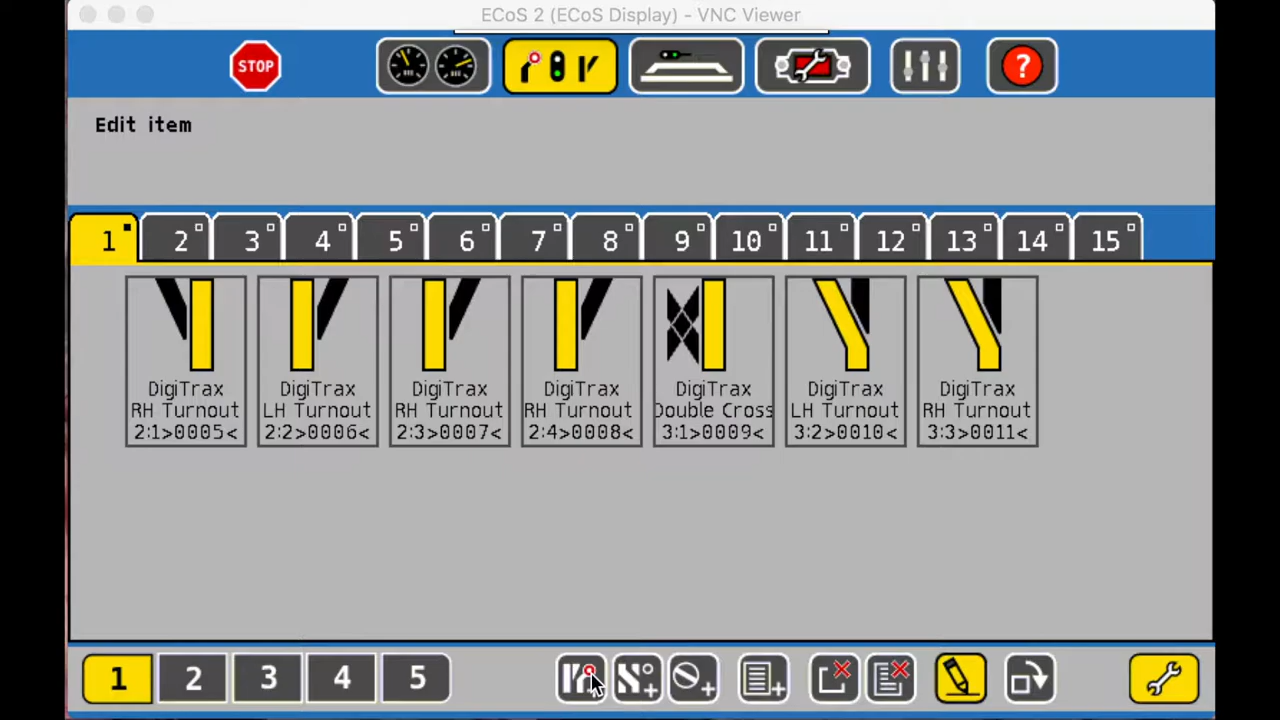 ECoS 2 (ECoS Display) - VNC Viewer
STOP
?
Edit item
1 2 3 4 5 6 7 8 9 10 11 12 13 14 15
DigiTrax DigiTrax DigiTrax DigiTrax DigiTrax DigiTrax DigiTrax
RH Turnout LH Turnout RH Turnout RH Turnout Double Cross LH Turnout RH Turnout
2:1>0005< 2:2>0006< 2:3>0007< 2:4>0008< 3:1>0009< 3:2>0010< 3:3>0011<
1 2 3 4 5